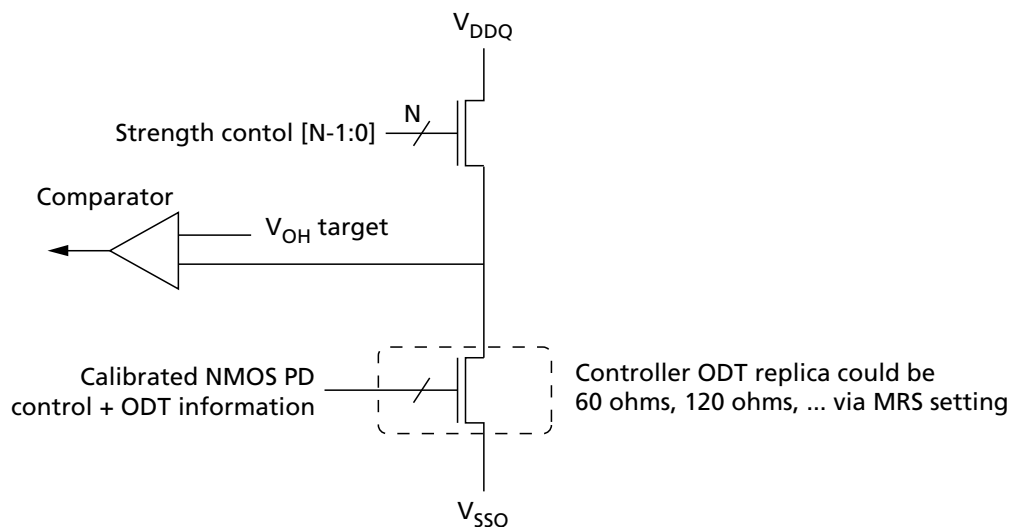 VDDQ
N
Strength contol [N-1:0]
Comparator
VOH target
Calibrated NMOS PD
control + ODT information
Controller ODT replica could be
60 ohms, 120 ohms, ... via MRS setting
VSSQ